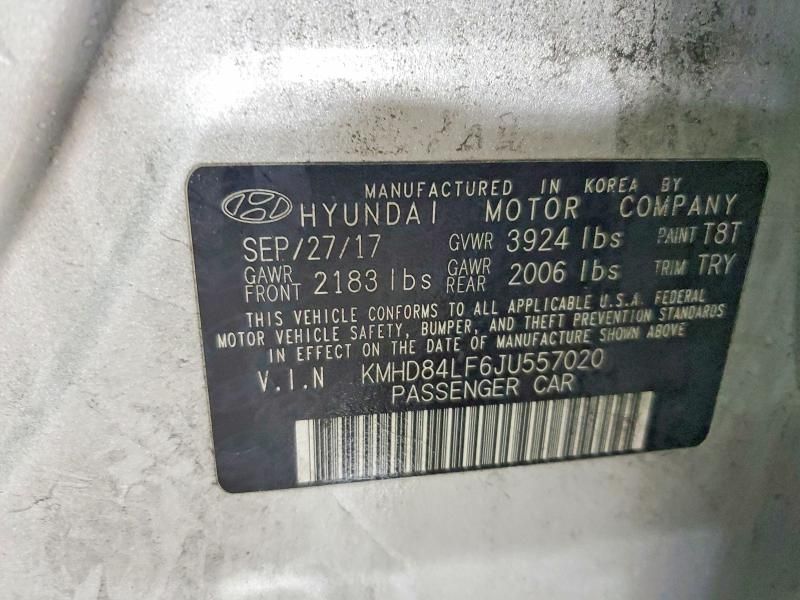 MANUFACTURED IN KOREA BY
HYUNDAI MOTOR COMPANY
SEP/27/17 GVWR 3924 lbs PAINT T8T
GAWR FRONT 2183 lbs GAWR REAR 2006 lbs TRIM TRY
THIS VEHICLE CONFORMS TO ALL APPLICABLE U.S.A. FEDERAL
MOTOR VEHICLE SAFETY, BUMPER, AND THEFT PREVENTION STANDARDS
IN EFFECT ON THE DATE OF MANUFACTURE SHOWN ABOVE
V.I.N KMHD84LF6JU557020
PASSENGER CAR